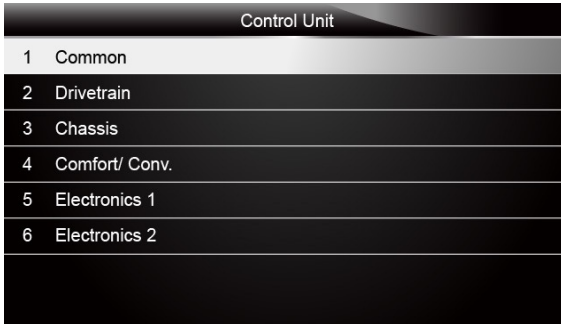 Control Unit
1 Common
2 Drivetrain
3 Chassis
4 Comfort/ Conv.
5 Electronics 1
6 Electronics 2